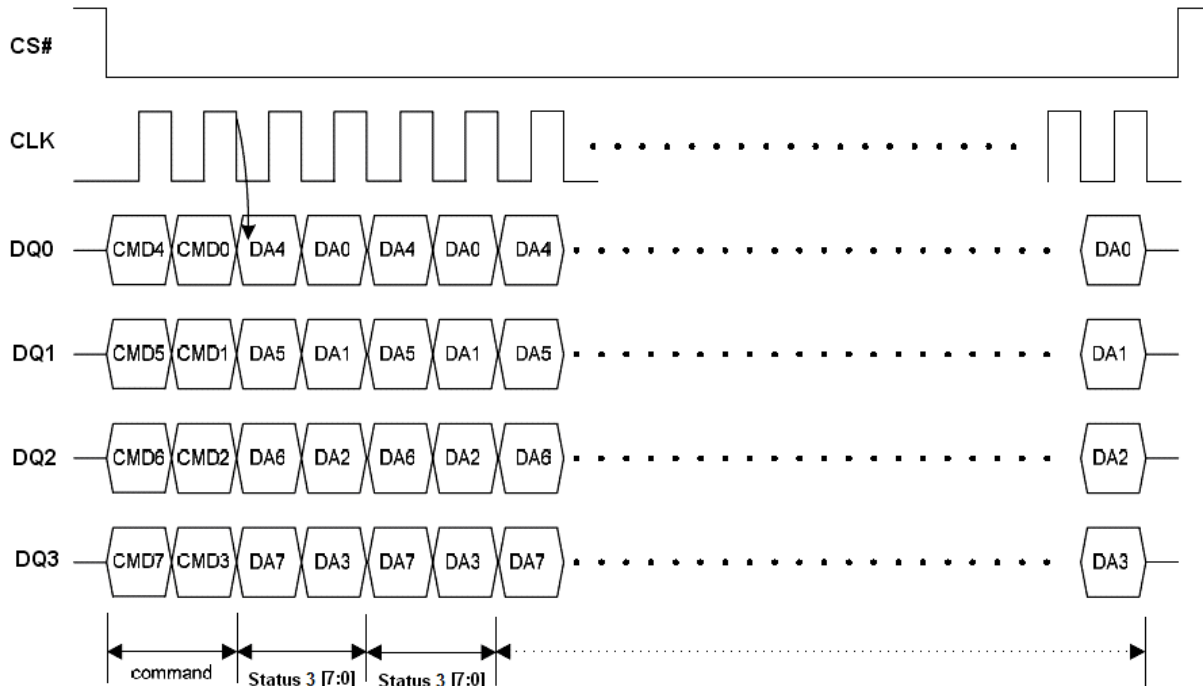 CS#
CLK
DQ0 CMD4 CMD0 DA4 DA0 DA4 DA0 DA4 DA0
DQ1 CMD5 CMD1 DA5 DA1 DA5 DA1 DA5 DA1
DQ2 CMD6 CMD2 DA6 DA2 DA6 DA2 DA6 DA2
DQ3 CMD7 CMD3 DA7 DA3 DA7 DA3 DA7 DA3
command Status 3 [7:0] Status 3 [7:0]